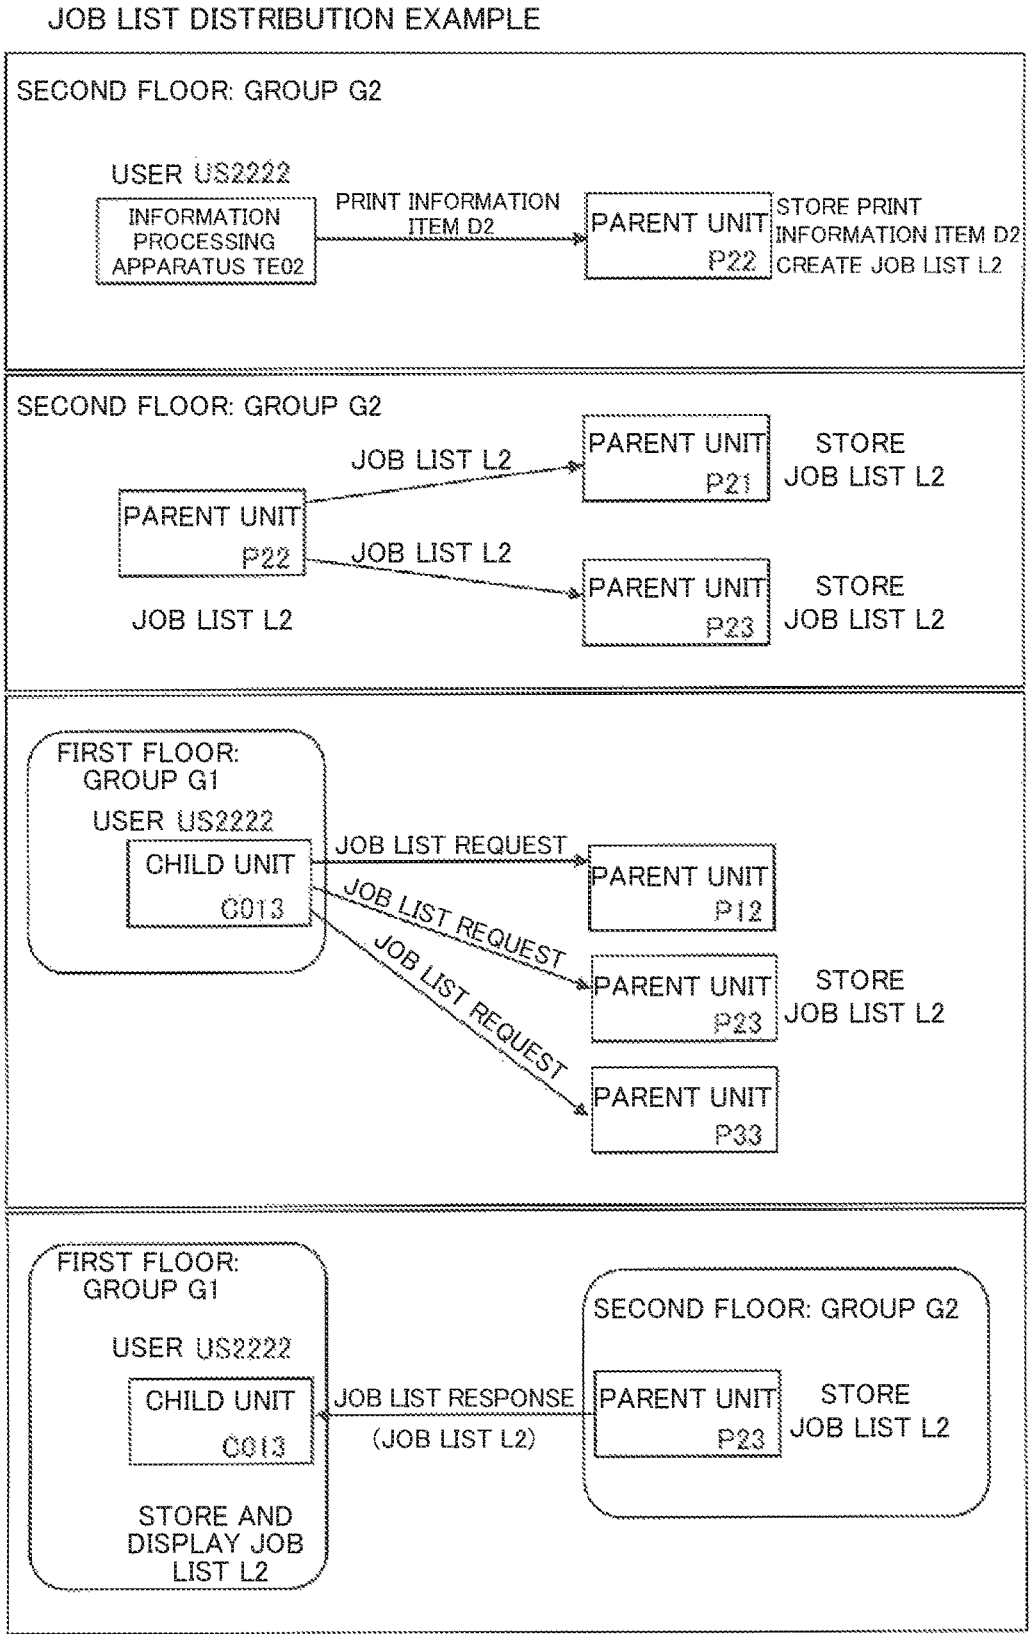 JOB LIST DISTRIBUTION EXAMPLE
SECOND FLOOR: GROUP G2
USER US2222
INFORMATION
PROCESSING
APPARATUS TE02
PRINT INFORMATION
ITEM D2
PARENT UNIT
P22
STORE PRINT
INFORMATION ITEM D2
CREATE JOB LIST L2
SECOND FLOOR: GROUP G2
PARENT UNIT
P22
JOB LIST L2
JOB LIST L2
JOB LIST L2
PARENT UNIT
P21
STORE
JOB LIST L2
PARENT UNIT
P23
STORE
JOB LIST L2
FIRST FLOOR:
GROUP G1
USER US2222
CHILD UNIT
C013
JOB LIST REQUEST
JOB LIST REQUEST
JOB LIST REQUEST
PARENT UNIT
P12
PARENT UNIT
P23
STORE
JOB LIST L2
PARENT UNIT
P33
FIRST FLOOR:
GROUP G1
USER US2222
CHILD UNIT
C013
STORE AND
DISPLAY JOB
LIST L2
JOB LIST RESPONSE
(JOB LIST L2)
SECOND FLOOR: GROUP G2
PARENT UNIT
P23
STORE
JOB LIST L2